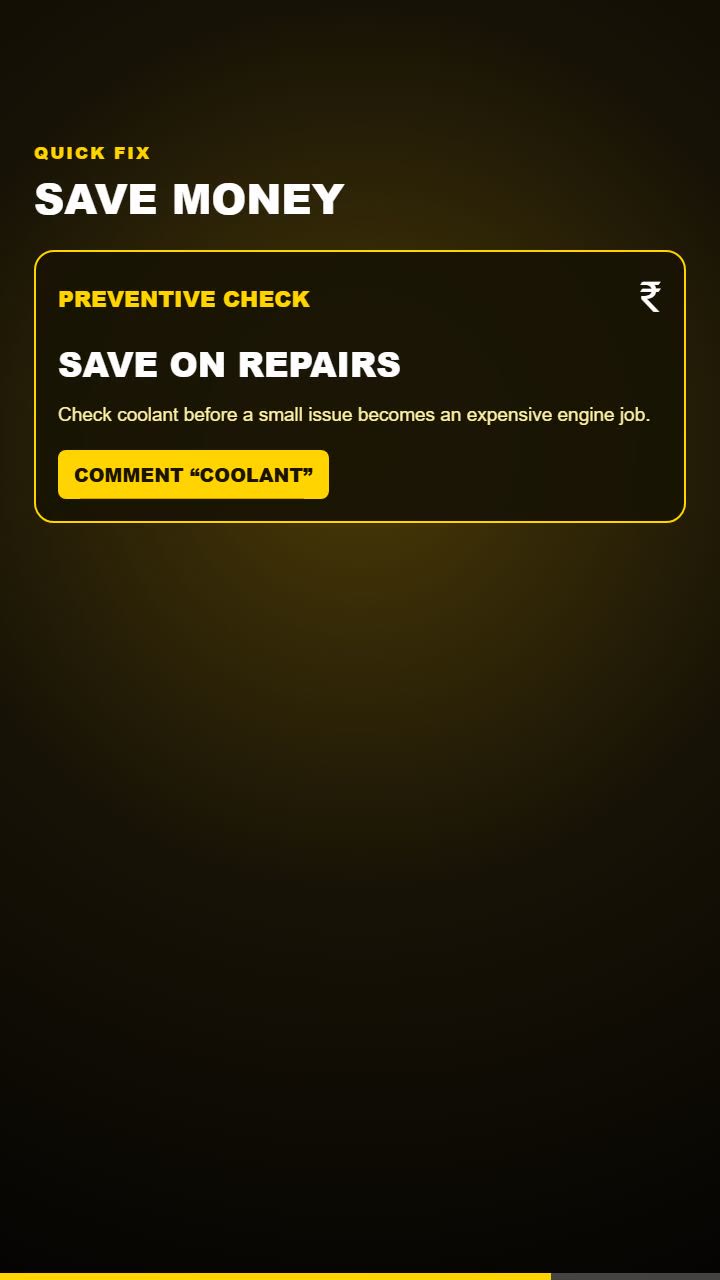 QUICK FIX
SAVE MONEY
PREVENTIVE CHECK
₹
SAVE ON REPAIRS
Check coolant before a small issue becomes an expensive engine job.
COMMENT “COOLANT”